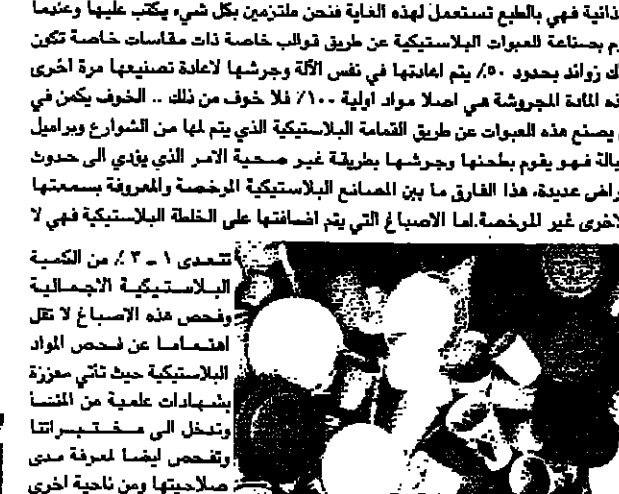 ذائية فهي بالطبع تستعمل لهذه الغاية فنحن ملتزمين بكل شيء يكتب عليها وعندما
وم بصناعة للعبوات البلاستيكية عن طريق قوالب خاصة ذات مقاسات خاصة تكون
ك زوائد بحدود ٥٠٪ يتم اعادتها في نفس الآلة وجرشها لاعادة تصنيعها مرة اخرى
ذه المادة المجروشة هي اصلا مواد اولية ١٠٠٪ فلا خوف من ذلك .. الخوف يكمن في
يصنع هذه العبوات عن طريق القمامة البلاستيكية الذي يتم لمها من الشوارع وبراميل
بالة فهو يقوم بطحنها وجرشها بطريقة غير صحية الامر الذي يؤدي الى حدوث
راض عديدة، هذا الفارق ما بين المصانع البلاستيكية المرخصة والمعروفة بسمعتها
لاخرى غير المرخصة.اما الاصباغ التي يتم اضافتها على الخلطة البلاستيكية فهي لا
تتعدى ١ - ٣ ٪ من الكمية
البلاستيكية الاجمالية
وفحص هذه الاصباغ لا تقل
اهتماما عن فحص المواد
البلاستيكية حيث تأتي معززة
بشهادات علمية من المنشأ
وتدخل الى مختبراتنا
وتفحص ايضا لمعرفة مدى
صلاحيتها ومن ناحية اخرى